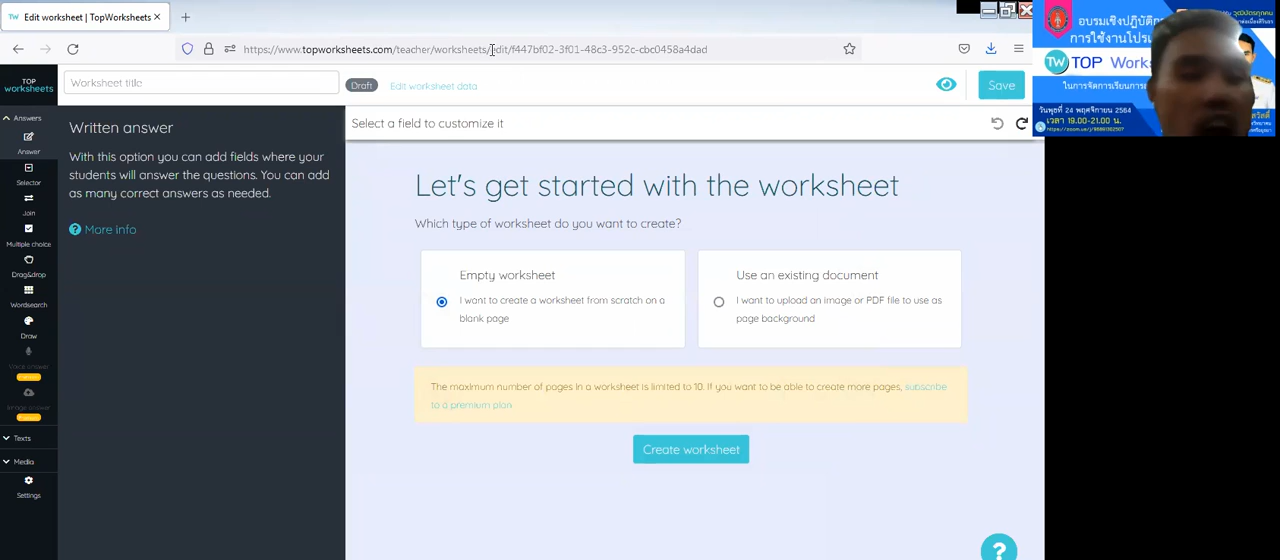 Edit worksheet | TopWorksheets
https://www.topworksheets.com/teacher/worksheets/edit/f447bf02-3f01-48c3-952c-cbc0458a4dad
TOP
worksheets
Worksheet title
Draft
Edit worksheet data
Save
Answers
Answer
Selector
Join
Multiple choice
Drag&drop
Wordsearch
Draw
Voice answer
Image answer
Texts
Media
Settings
Written answer
With this option you can add fields where your
students will answer the questions. You can add
as many correct answers as needed.
More info
Select a field to customize it
Let's get started with the worksheet
Which type of worksheet do you want to create?
Empty worksheet
I want to create a worksheet from scratch on a
blank page
Use an existing document
I want to upload an image or PDF file to use as
page background
The maximum number of pages in a worksheet is limited to 10. If you want to be able to create more pages, subscribe
to a premium plan
Create worksheet
?
อบรมเชิงปฏิบัติ
การใช้งานโปร
TW TOP Work
ในการจัดการเรียนการ
วันพุธที่ 24 พฤศจิกายน 2564
เวลา 19.00-21.00 น.